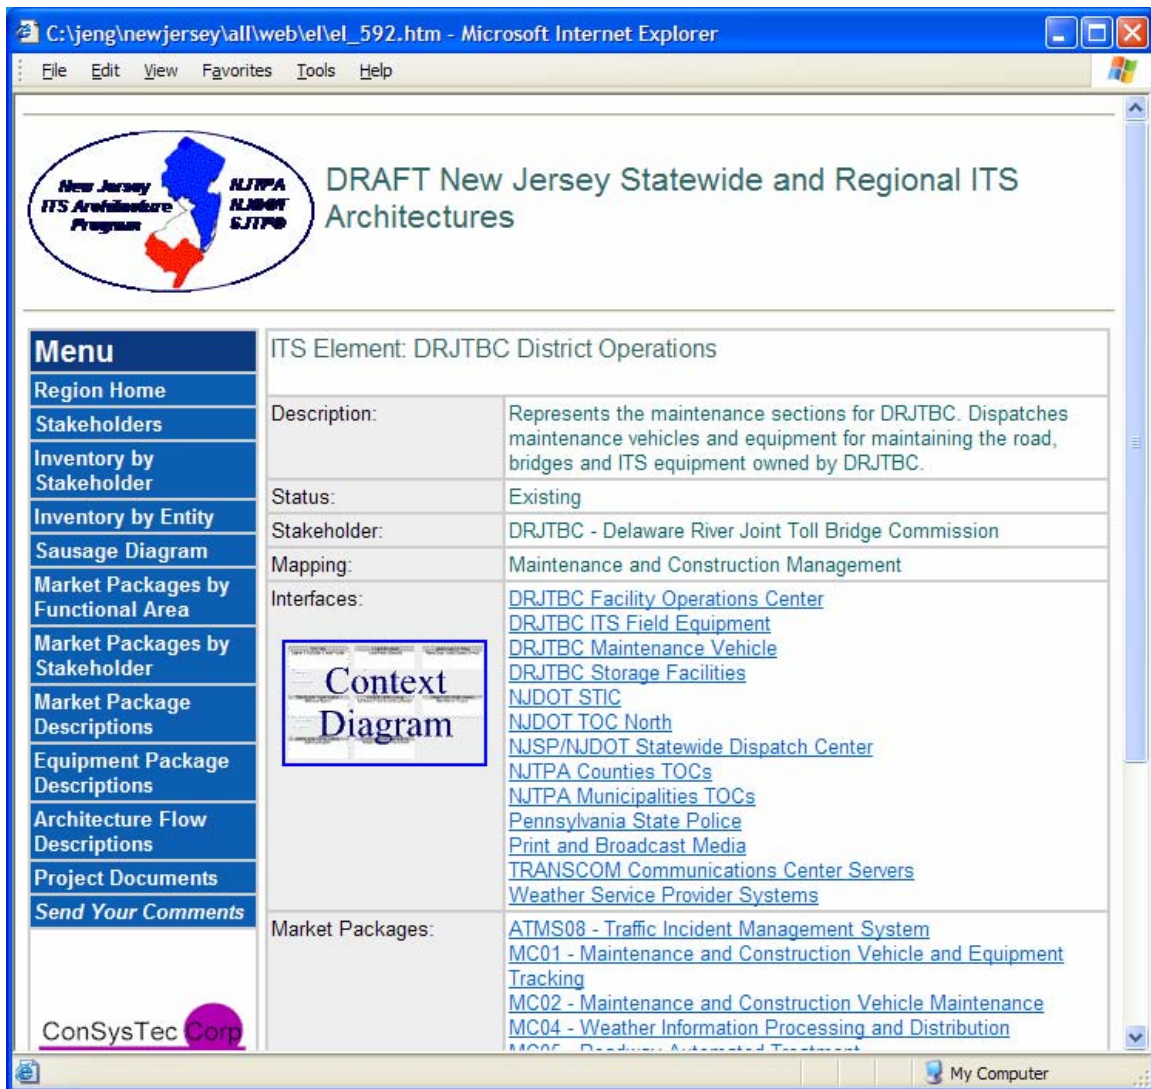 C:\jeng\newjersey\all\web\el\el_592.htm - Microsoft Internet Explorer
File Edit View Favorites Tools Help
New Jersey
ITS Architecture
Program
NJTPA
NJDOT
SJTPO
DRAFT New Jersey Statewide and Regional ITS
Architectures
Menu
Region Home
Stakeholders
Inventory by
Stakeholder
Inventory by Entity
Sausage Diagram
Market Packages by
Functional Area
Market Packages by
Stakeholder
Market Package
Descriptions
Equipment Package
Descriptions
Architecture Flow
Descriptions
Project Documents
Send Your Comments
ConSysTec Corp
ITS Element: DRJTBC District Operations
Description:
Represents the maintenance sections for DRJTBC. Dispatches
maintenance vehicles and equipment for maintaining the road,
bridges and ITS equipment owned by DRJTBC.
Status:
Existing
Stakeholder:
DRJTBC - Delaware River Joint Toll Bridge Commission
Mapping:
Maintenance and Construction Management
Interfaces:
Context
Diagram
DRJTBC Facility Operations Center
DRJTBC ITS Field Equipment
DRJTBC Maintenance Vehicle
DRJTBC Storage Facilities
NJDOT STIC
NJDOT TOC North
NJSP/NJDOT Statewide Dispatch Center
NJTPA Counties TOCs
NJTPA Municipalities TOCs
Pennsylvania State Police
Print and Broadcast Media
TRANSCOM Communications Center Servers
Weather Service Provider Systems
Market Packages:
ATMS08 - Traffic Incident Management System
MC01 - Maintenance and Construction Vehicle and Equipment
Tracking
MC02 - Maintenance and Construction Vehicle Maintenance
MC04 - Weather Information Processing and Distribution
MC05 - Roadway Automated Treatment
My Computer